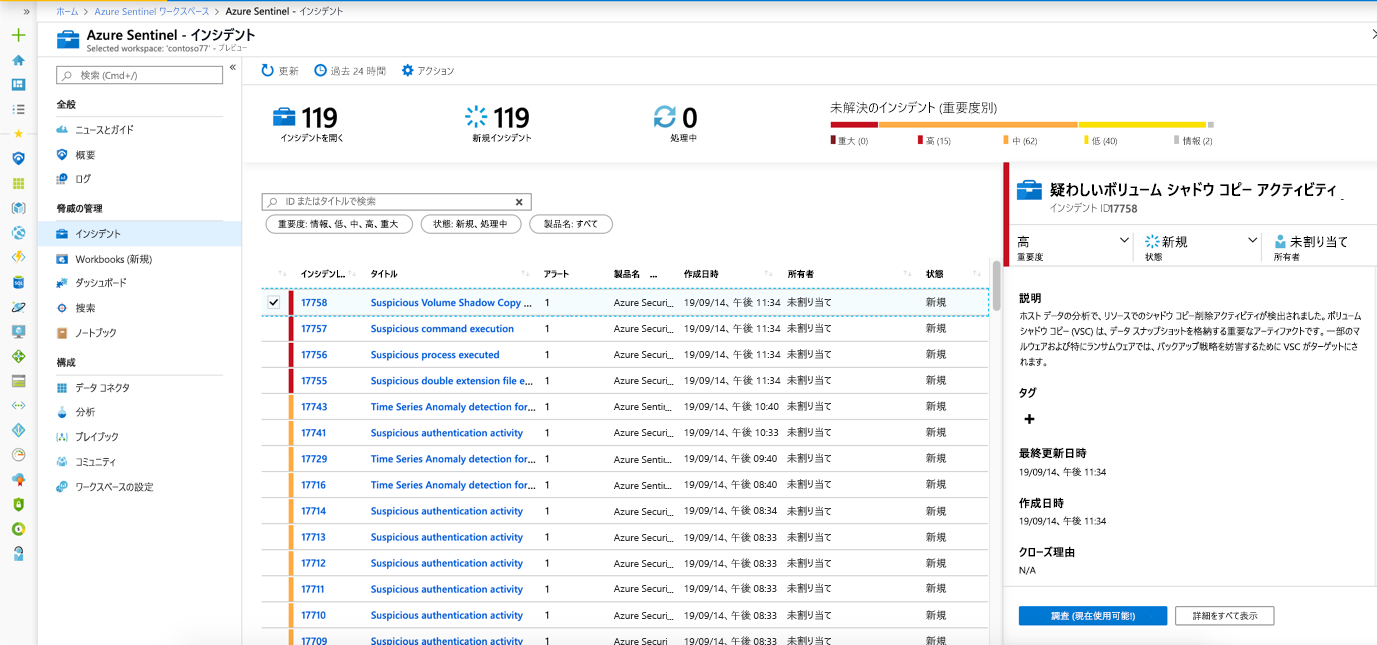 » ホーム > Azure Sentinel ワークスペース > Azure Sentinel - インシデント
Azure Sentinel - インシデント
Selected workspace: 'contoso77' - プレビュー
検索 (Cmd+/)
«
全般
ニュースとガイド
概要
ログ
脅威の管理
インシデント
Workbooks (新規)
ダッシュボード
捜索
ノートブック
構成
データ コネクタ
分析
プレイブック
コミュニティ
ワークスペースの設定
更新 過去 24 時間 アクション
119 インシデントを開く
119 新規インシデント
0 処理中
未解決のインシデント (重要度別)
重大 (0) 高 (15) 中 (62) 低 (40) 情報 (2)
ID またはタイトルで検索
重要度: 情報、低、中、高、重大 状態: 新規、処理中 製品名: すべて
インシデントI... タイトル アラート 製品名 ... 作成日時 所有者 状態
17758 Suspicious Volume Shadow Copy ... 1 Azure Securi... 19/09/14、午後 11:34 未割り当て 新規
17757 Suspicious command execution 1 Azure Securi... 19/09/14、午後 11:34 未割り当て 新規
17756 Suspicious process executed 1 Azure Securi... 19/09/14、午後 11:34 未割り当て 新規
17755 Suspicious double extension file e... 1 Azure Securi... 19/09/14、午後 11:34 未割り当て 新規
17743 Time Series Anomaly detection for... 1 Azure Senti... 19/09/14、午後 10:40 未割り当て 新規
17741 Suspicious authentication activity 1 Azure Securi... 19/09/14、午後 10:33 未割り当て 新規
17729 Time Series Anomaly detection for... 1 Azure Senti... 19/09/14、午後 09:40 未割り当て 新規
17716 Time Series Anomaly detection for... 1 Azure Senti... 19/09/14、午後 08:40 未割り当て 新規
17714 Suspicious authentication activity 1 Azure Securi... 19/09/14、午後 08:34 未割り当て 新規
17713 Suspicious authentication activity 1 Azure Securi... 19/09/14、午後 08:33 未割り当て 新規
17712 Suspicious authentication activity 1 Azure Securi... 19/09/14、午後 08:33 未割り当て 新規
17711 Suspicious authentication activity 1 Azure Securi... 19/09/14、午後 08:33 未割り当て 新規
17710 Suspicious authentication activity 1 Azure Securi... 19/09/14、午後 08:33 未割り当て 新規
17709 Suspicious authentication activity 1 Azure Securi... 19/09/14、午後 08:33 未割り当て 新規
疑わしいボリューム シャドウ コピー アクティビティ
インシデント ID17758
高 新規 未割り当て
重要度 状態 所有者
説明
ホスト データの分析で、リソースでのシャドウ コピー削除アクティビティが検出されました。ボリューム
シャドウ コピー (VSC) は、データ スナップショットを格納する重要なアーティファクトです。一部のマ
ルウェアおよび特にランサムウェアでは、バックアップ戦略を妨害するために VSC がターゲットにさ
れます。
タグ
+
最終更新日時
19/09/14、午後 11:34
作成日時
19/09/14、午後 11:34
クローズ理由
N/A
調査 (現在使用可能!) 詳細をすべて表示